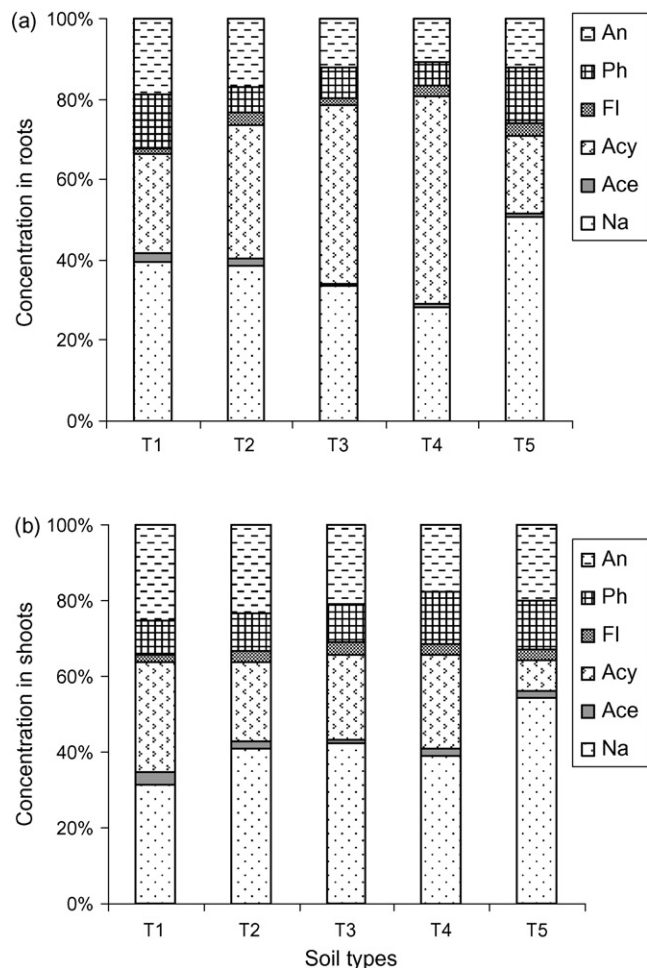 (a)
100%
80%
60%
40%
20%
0%
Concentration in roots
T1 T2 T3 T4 T5
An
Ph
Fl
Acy
Ace
Na
(b)
100%
80%
60%
40%
20%
0%
Concentration in shoots
T1 T2 T3 T4 T5
Soil types
An
Ph
Fl
Acy
Ace
Na